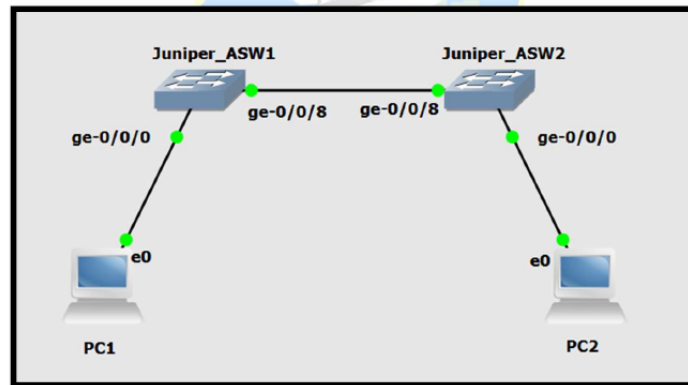 Juniper_ASW1
Juniper_ASW2
ge-0/0/8
ge-0/0/8
ge-0/0/0
ge-0/0/0
e0
e0
PC1
PC2